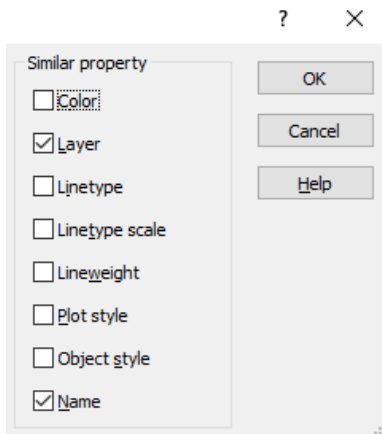 ?
Similar property
OK
Color
Cancel
Layer
Help
Linetype
Linetype scale
Lineweight
Plot style
Object style
Name